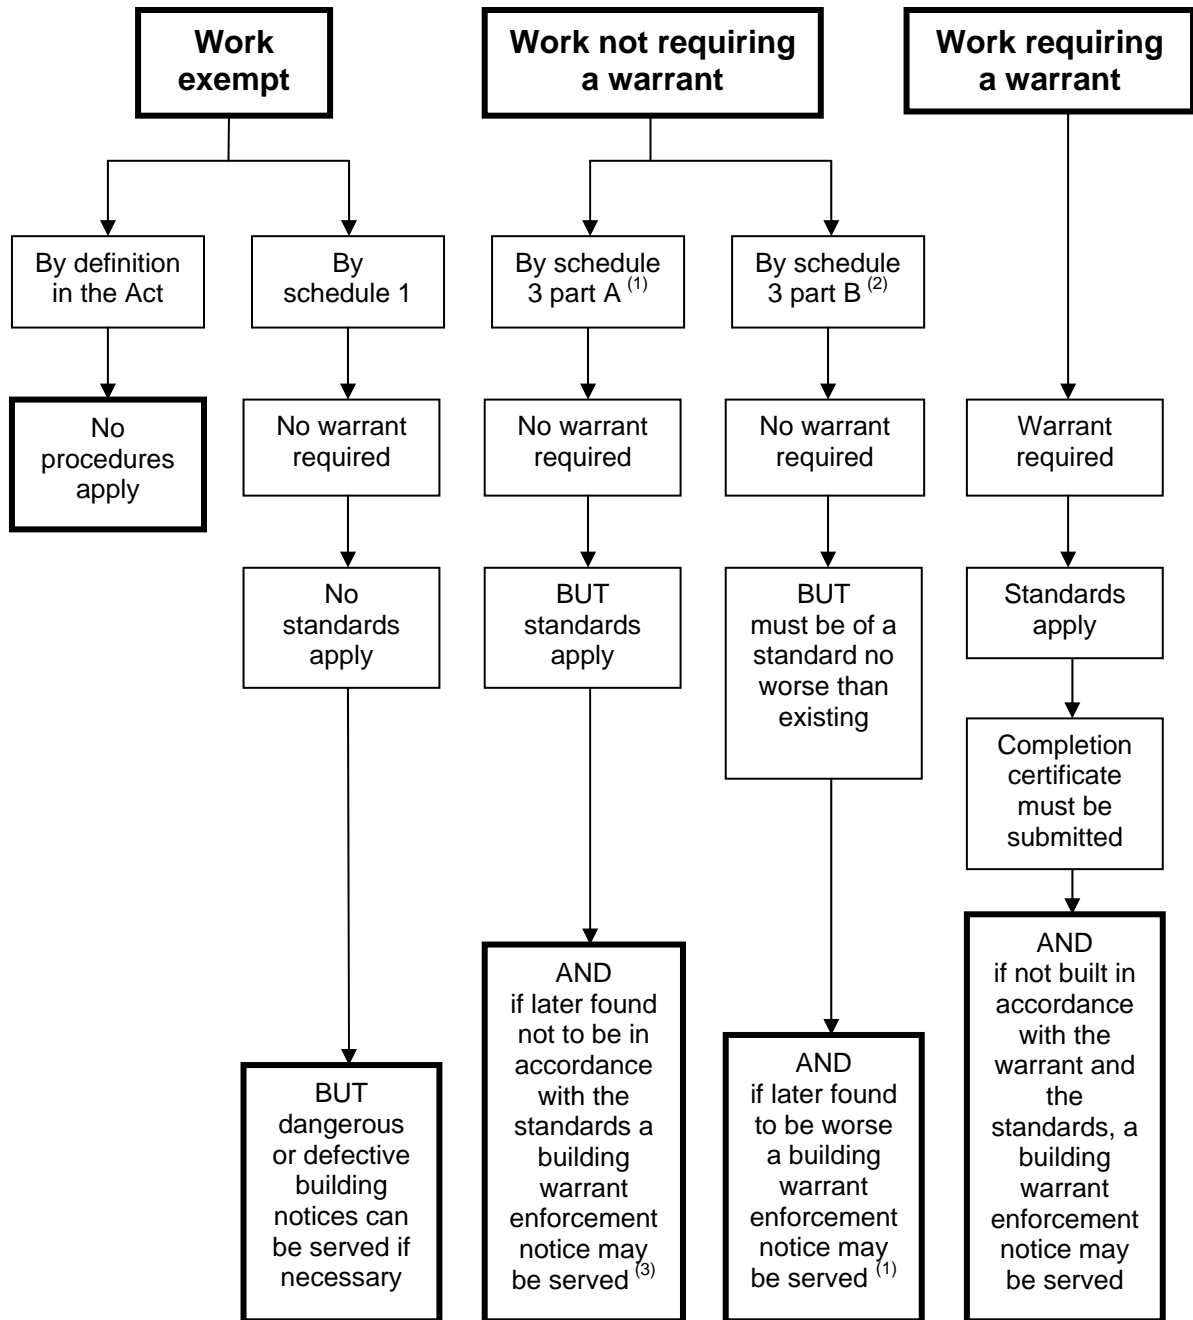 Work
exempt
Work not requiring
a warrant
Work requiring
a warrant
By definition
in the Act
By
schedule 1
By schedule
3 part A (1)
By schedule
3 part B (2)
No
procedures
apply
No warrant
required
No warrant
required
No warrant
required
Warrant
required
No
standards
apply
BUT
standards
apply
BUT
must be of a
standard no
worse than
existing
Standards
apply
Completion
certificate
must be
submitted
BUT
dangerous
or defective
building
notices can
be served if
necessary
AND
if later found
not to be in
accordance
with the
standards a
building
warrant
enforcement
notice may
be served (3)
AND
if later found
to be worse
a building
warrant
enforcement
notice may
be served (1)
AND
if not built in
accordance
with the
warrant and
the
standards, a
building
warrant
enforcement
notice may
be served